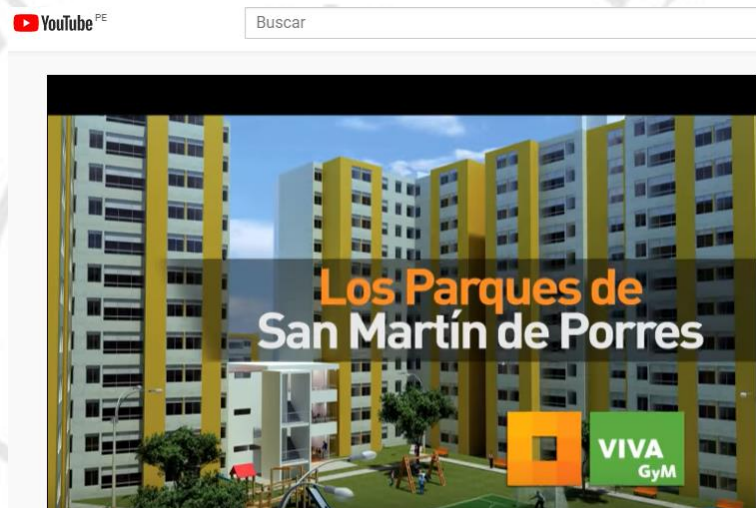 YouTube PE
Buscar
Los Parques de
San Martín de Porres
VIVA
GyM